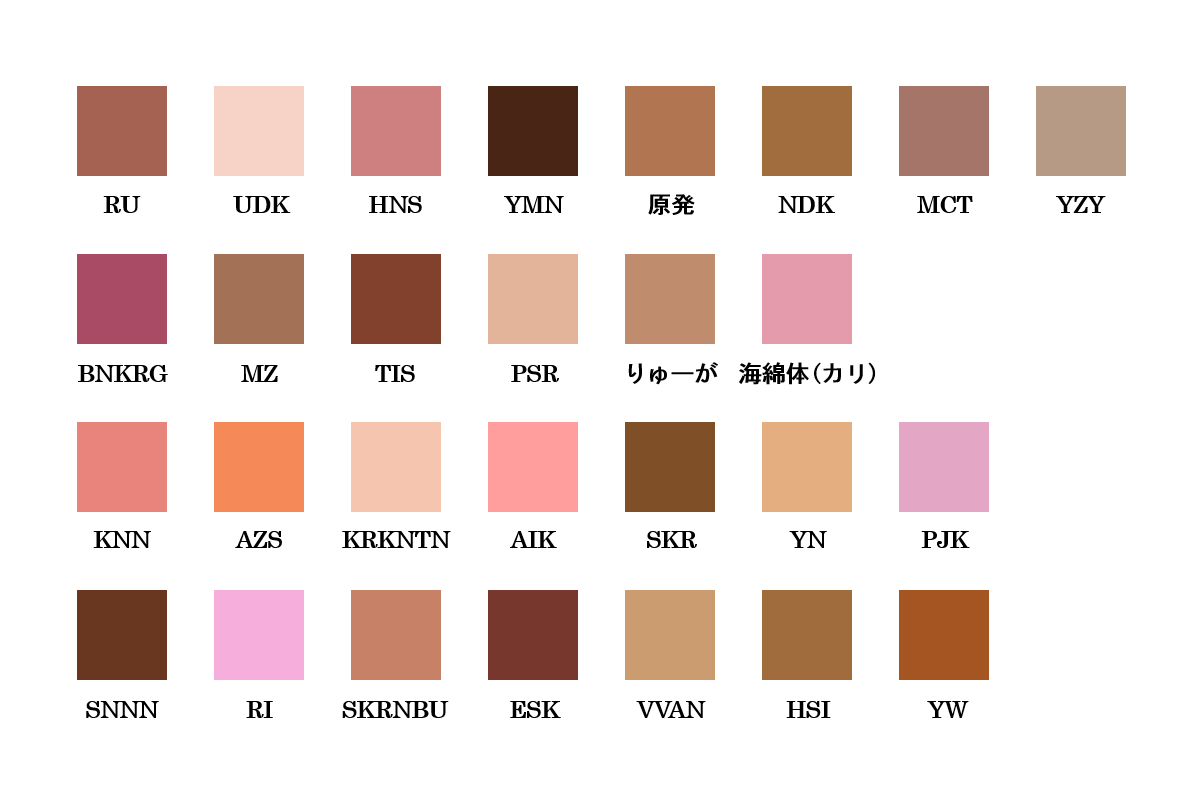 RU UDK HNS YMN 原発 NDK MCT YZY
BNKRG MZ TIS PSR りゅーが 海綿体(カリ)
KNN AZS KRKNTN AIK SKR YN PJK
SNNN RI SKRNBU ESK VVAN HSI YW